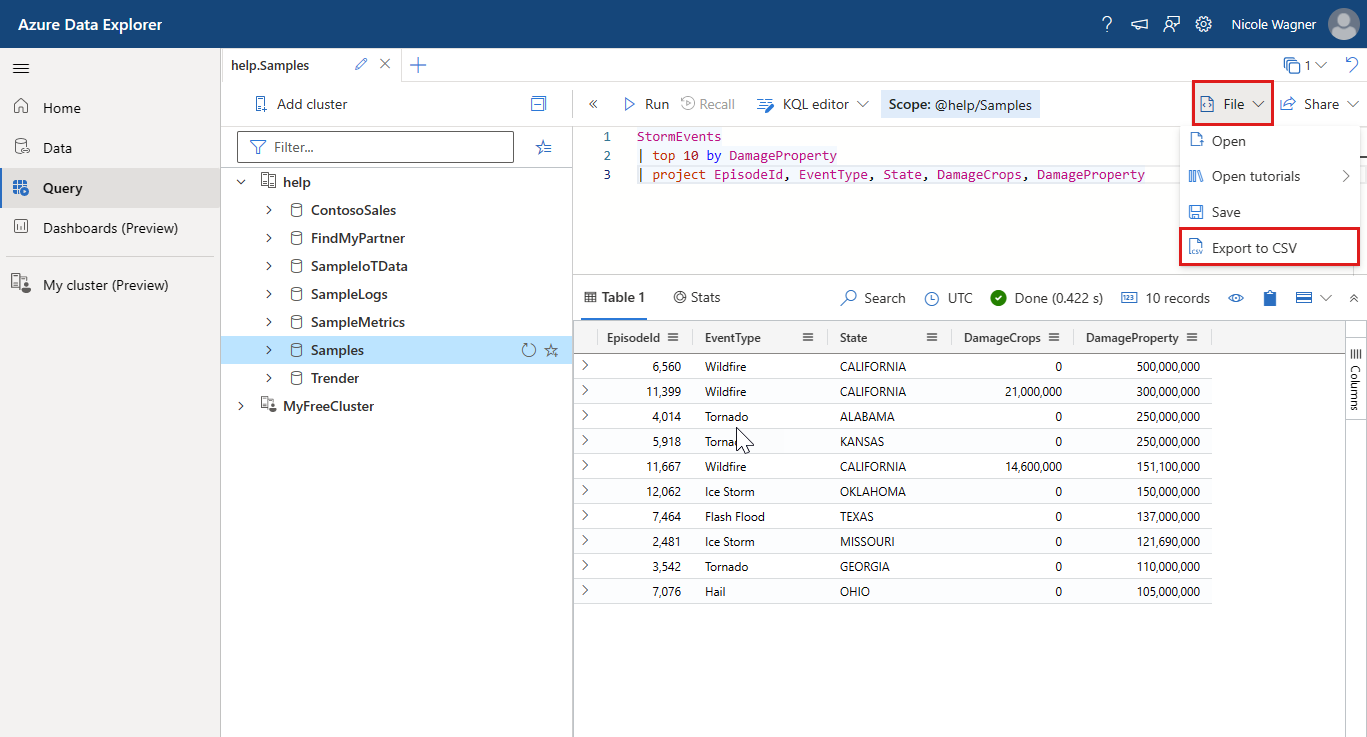 Azure Data Explorer
?
Nicole Wagner
Home
Data
Query
Dashboards (Preview)
My cluster (Preview)
help.Samples
1
Add cluster
Filter...
help
ContosoSales
FindMyPartner
SampleIoTData
SampleLogs
SampleMetrics
Samples
Trender
MyFreeCluster
Run Recall KQL editor Scope: @help/Samples File Share
1 StormEvents
2 | top 10 by DamageProperty
3 | project EpisodeId, EventType, State, DamageCrops, DamageProperty
Open
Open tutorials
Save
CSV Export to CSV
Table 1 Stats Search UTC Done (0.422 s) 123 10 records
EpisodeId EventType State DamageCrops DamageProperty
6,560 Wildfire CALIFORNIA 0 500,000,000
11,399 Wildfire CALIFORNIA 21,000,000 300,000,000
4,014 Tornado ALABAMA 0 250,000,000
5,918 Torna KANSAS 0 250,000,000
11,667 Wildfire CALIFORNIA 14,600,000 151,100,000
12,062 Ice Storm OKLAHOMA 0 150,000,000
7,464 Flash Flood TEXAS 0 137,000,000
2,481 Ice Storm MISSOURI 0 121,690,000
3,542 Tornado GEORGIA 0 110,000,000
7,076 Hail OHIO 0 105,000,000
Columns